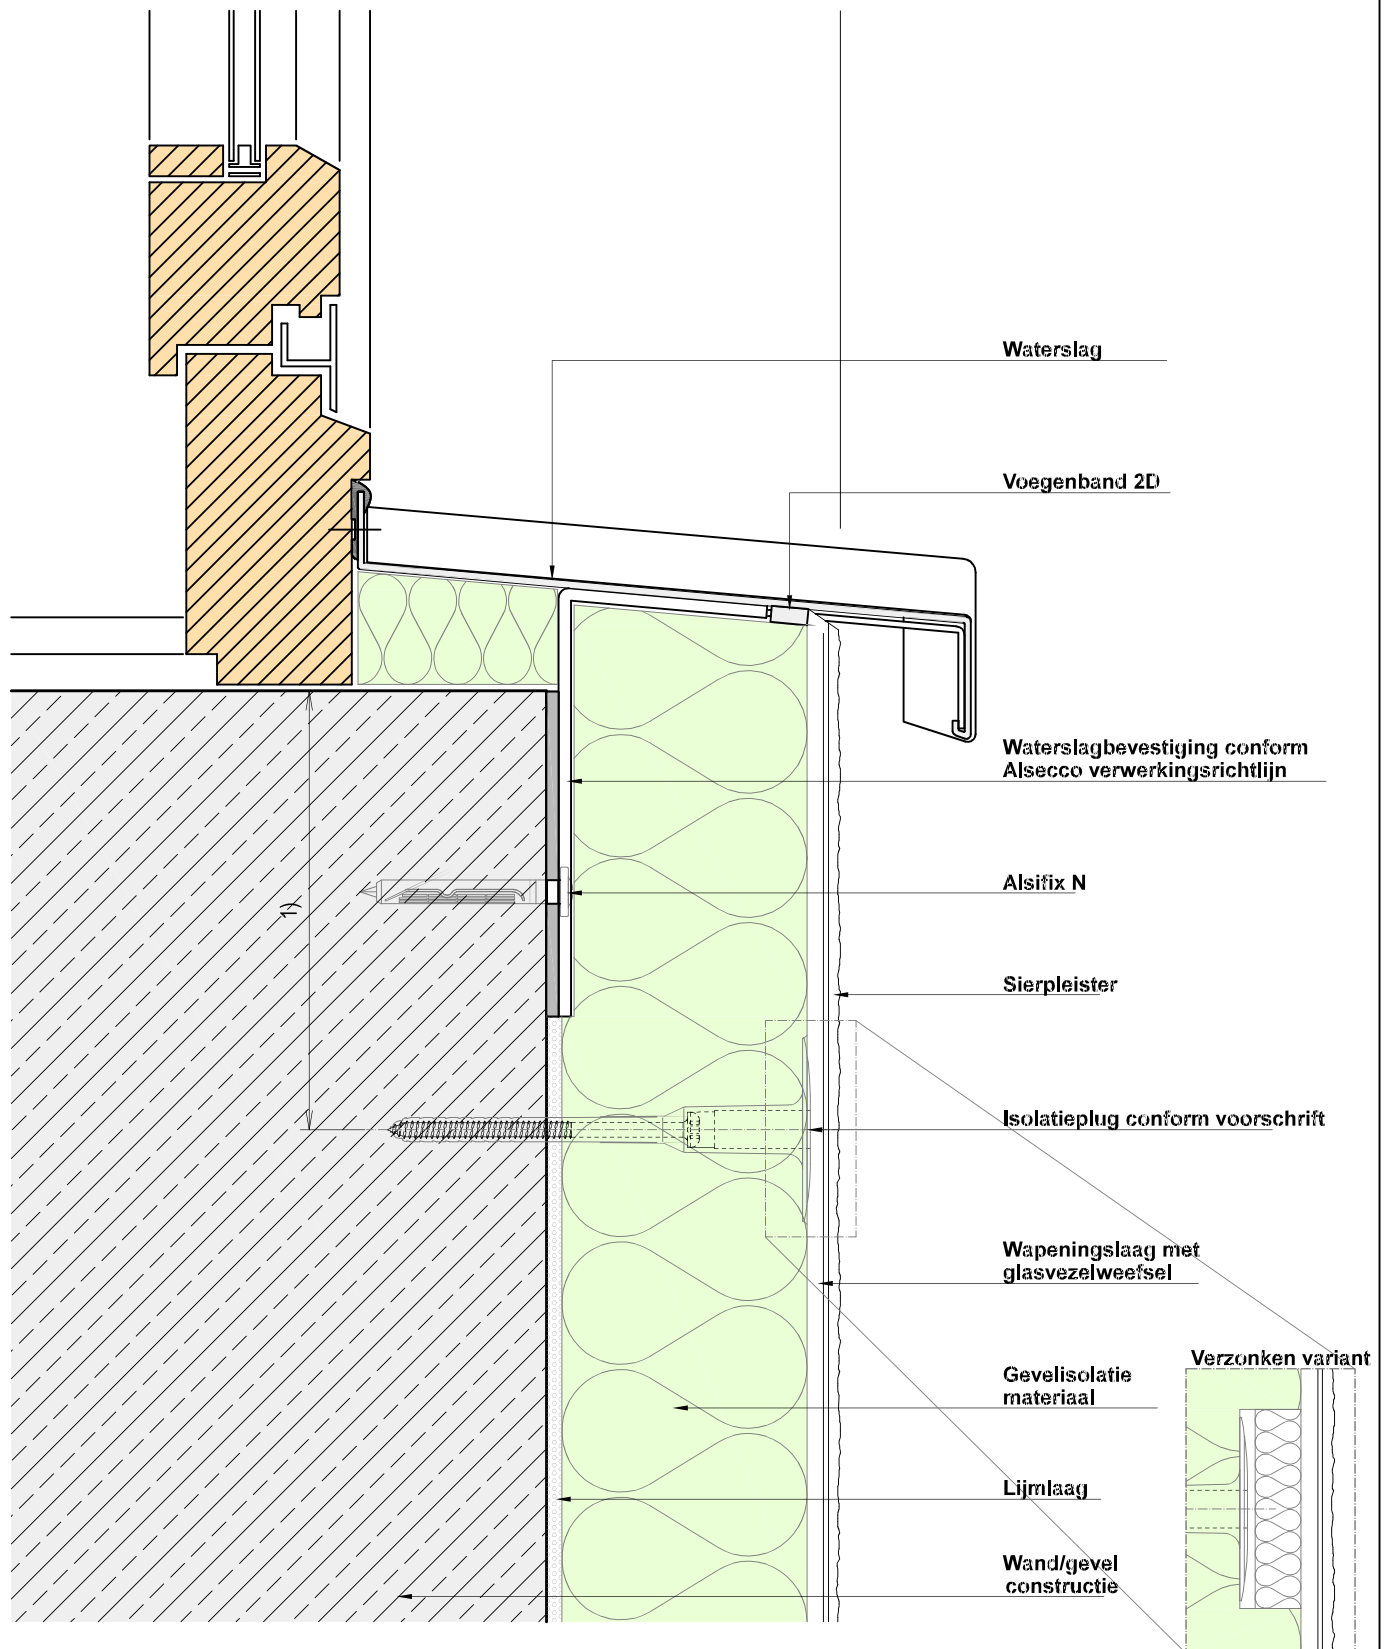 Waterslag
Voegenband 2D
Waterslagbevestiging conform
Alsecco verwerkingsrichtlijn
Alsifix N
1)
Sierpleister
Isolatieplug conform voorschrift
Wapeningslaag met
glasvezelweefsel
Verzonken variant
Gevelisolatie
materiaal
Lijmlaag
Wand/gevel
constructie